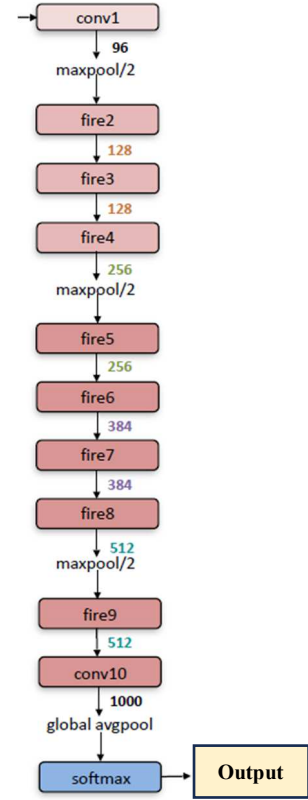 conv1
96
maxpool/2
fire2
128
fire3
128
fire4
256
maxpool/2
fire5
256
fire6
384
fire7
384
fire8
512
maxpool/2
fire9
512
conv10
1000
global avgpool
softmax
Output